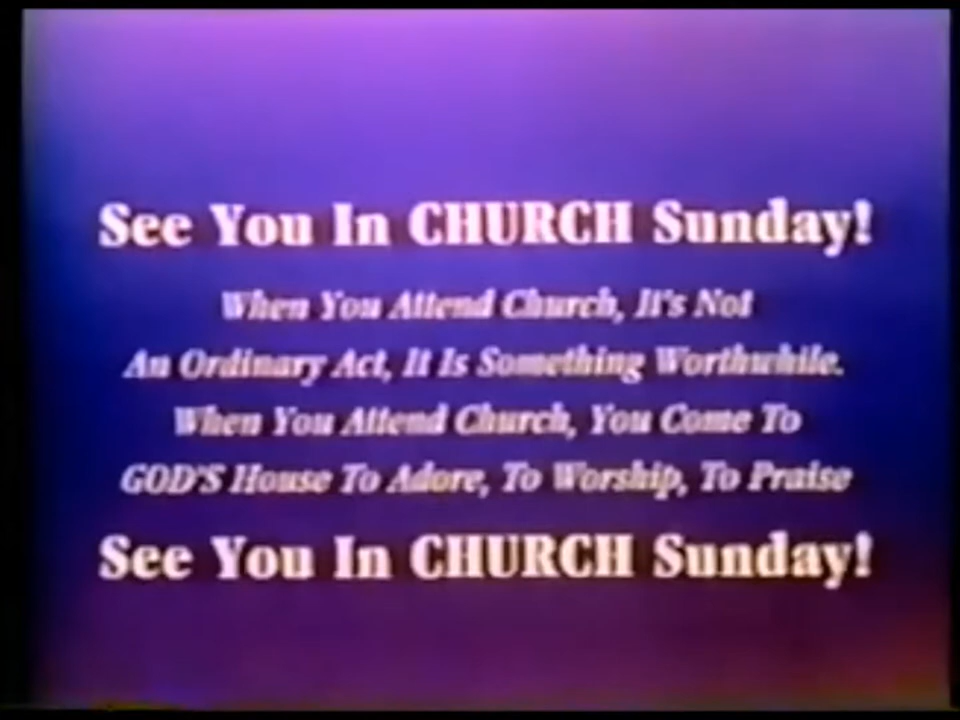 See You In CHURCH Sunday!
When You Attend Church, It's Not
An Ordinary Act, It Is Something Worthwhile.
When You Attend Church, You Come To
GOD'S House To Adore, To Worship, To Praise
See You In CHURCH Sunday!